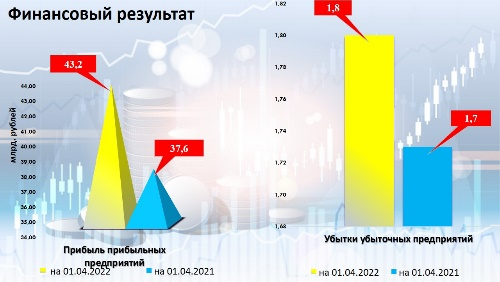 Финансовый результат
43,2
37,6
млрд. рублей
44,00
43,00
42,00
41,00
40,00
39,00
38,00
37,00
36,00
35,00
34,00
Прибыль прибыльных
предприятий
на 01.04.2022
на 01.04.2021
1,8
1,7
1,82
1,80
1,78
1,76
1,74
1,72
1,70
1,68
Убытки убыточных предприятий
на 01.04.2022
на 01.04.2021